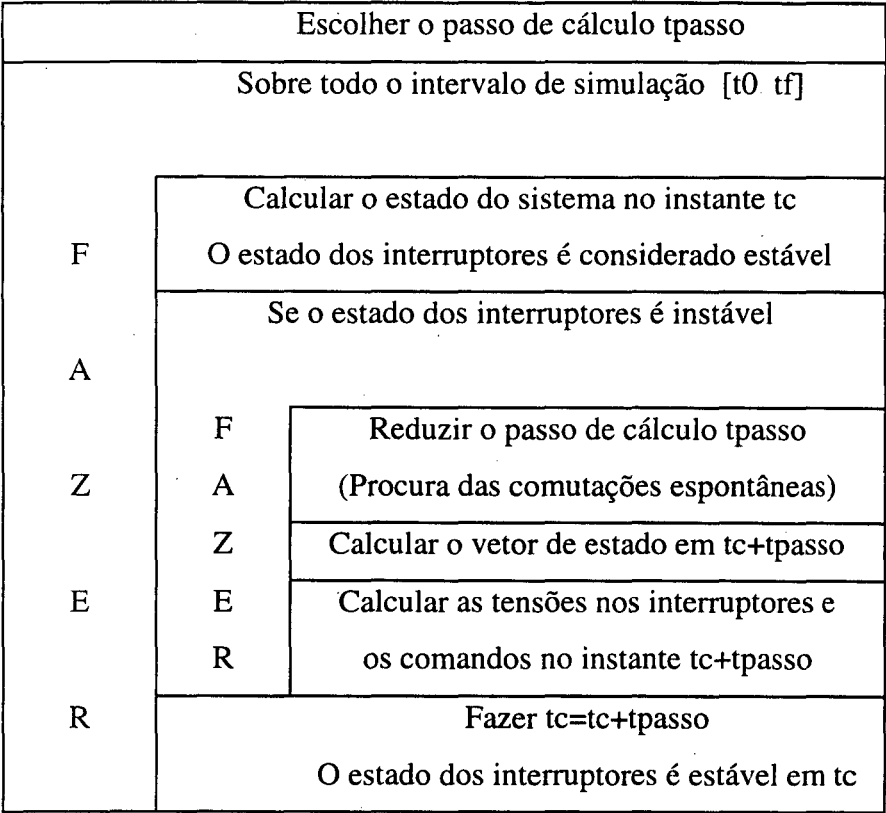 Escolher o passo de cálculo tpasso
Sobre todo o intervalo de simulação [t0 tf]
Calcular o estado do sistema no instante tc
F O estado dos interruptores é considerado estável
Se o estado dos interruptores é instável
A
F Reduzir o passo de cálculo tpasso
Z A (Procura das comutações espontâneas)
Z Calcular o vetor de estado em tc+tpasso
E E Calcular as tensões nos interruptores e
R os comandos no instante tc+tpasso
R Fazer tc=tc+tpasso
O estado dos interruptores é estável em tc